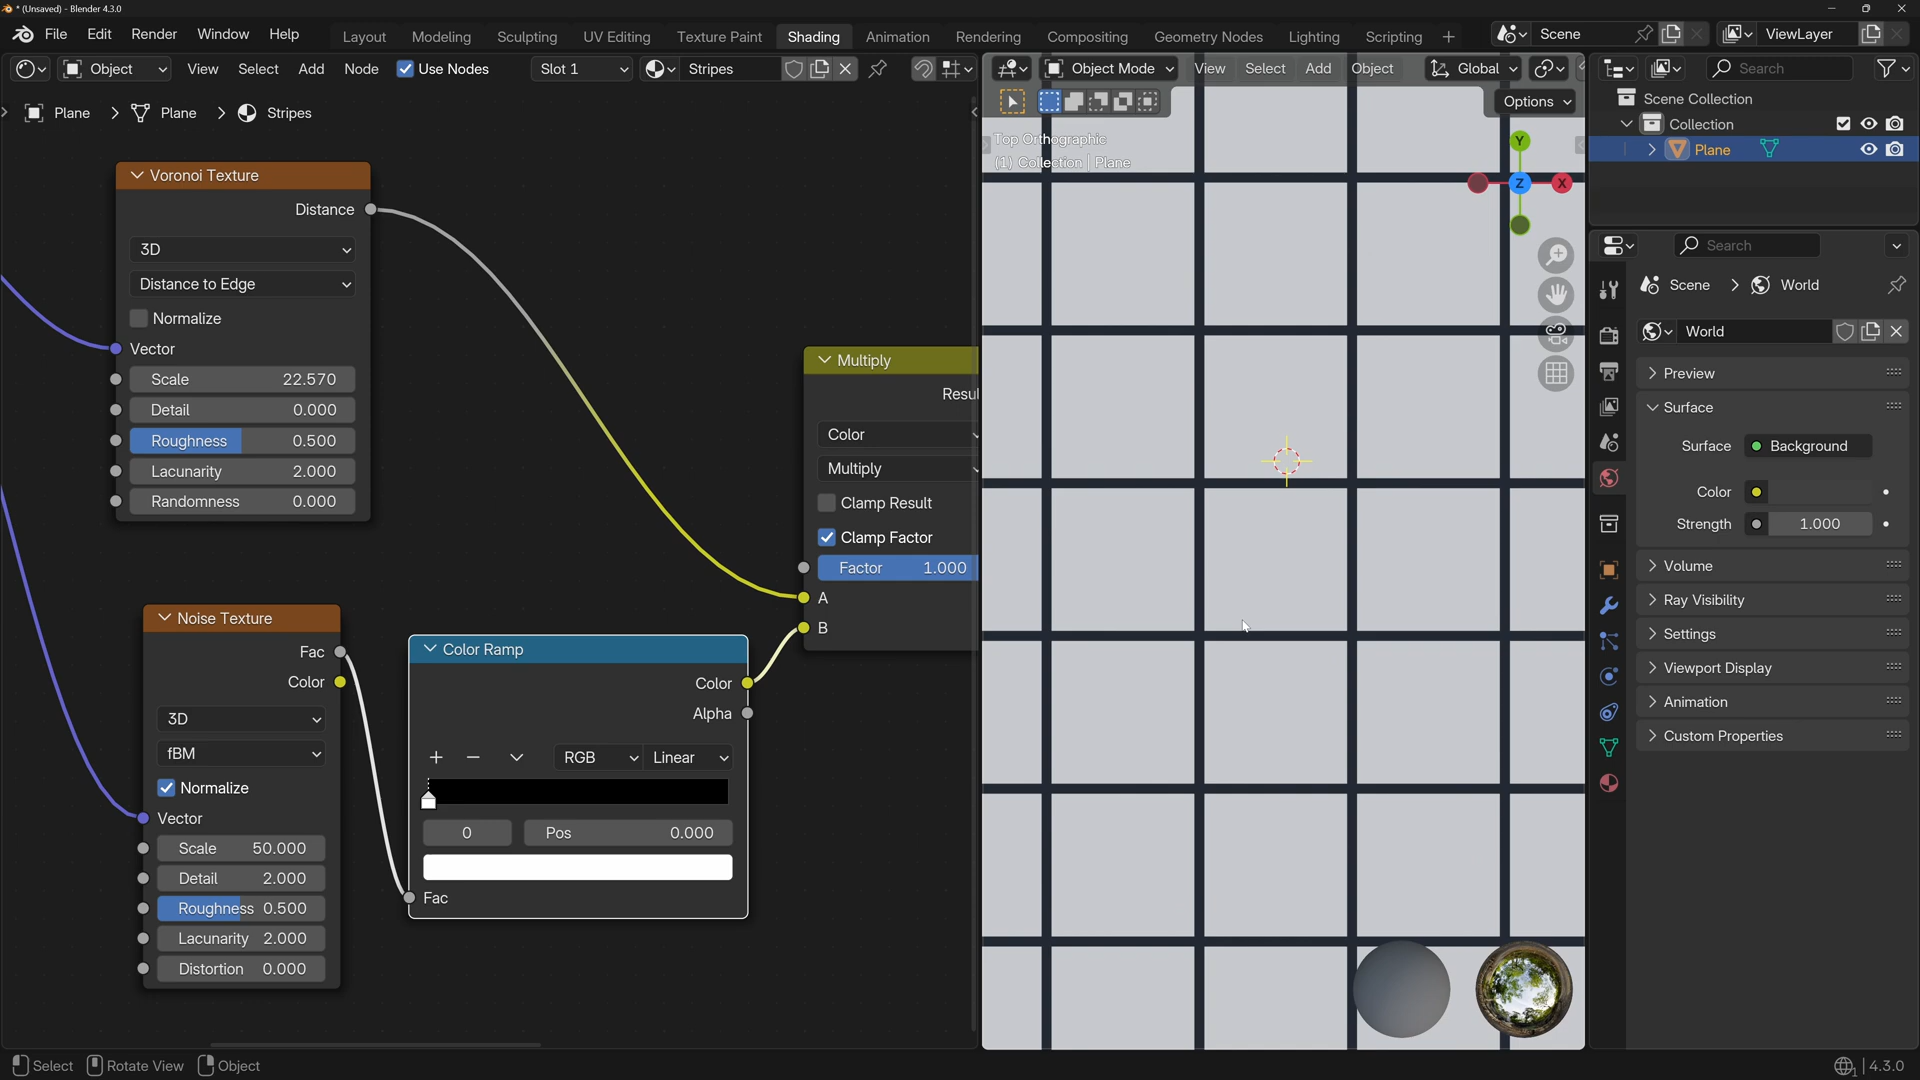 * (Unsaved) - Blender 4.3.0
File Edit Render Window Help
Layout Modeling Sculpting UV Editing Texture Paint Shading Animation Rendering Compositing Geometry Nodes Lighting Scripting +
Scene
ViewLayer
Object View Select Add Node Use Nodes Slot 1 Stripes
Object Mode View Select Add Object Global
Search
Plane > Plane > Stripes
Options
Scene Collection
Collection
Plane
Top Orthographic
(1) Collection | Plane
Y
Z
X
Voronoi Texture
Distance
3D
Distance to Edge
Normalize
Vector
Scale 22.570
Detail 0.000
Roughness 0.500
Lacunarity 2.000
Randomness 0.000
Multiply
Resul
Color
Multiply
Clamp Result
Clamp Factor
Factor 1.000
A
B
Noise Texture
Fac
Color
3D
fBM
Normalize
Vector
Scale 50.000
Detail 2.000
Roughness 0.500
Lacunarity 2.000
Distortion 0.000
Color Ramp
Color
Alpha
+ − RGB Linear
0 Pos 0.000
Fac
Search
Scene > World
World
Preview
Surface
Surface Background
Color
Strength 1.000
Volume
Ray Visibility
Settings
Viewport Display
Animation
Custom Properties
Select Rotate View Object
4.3.0